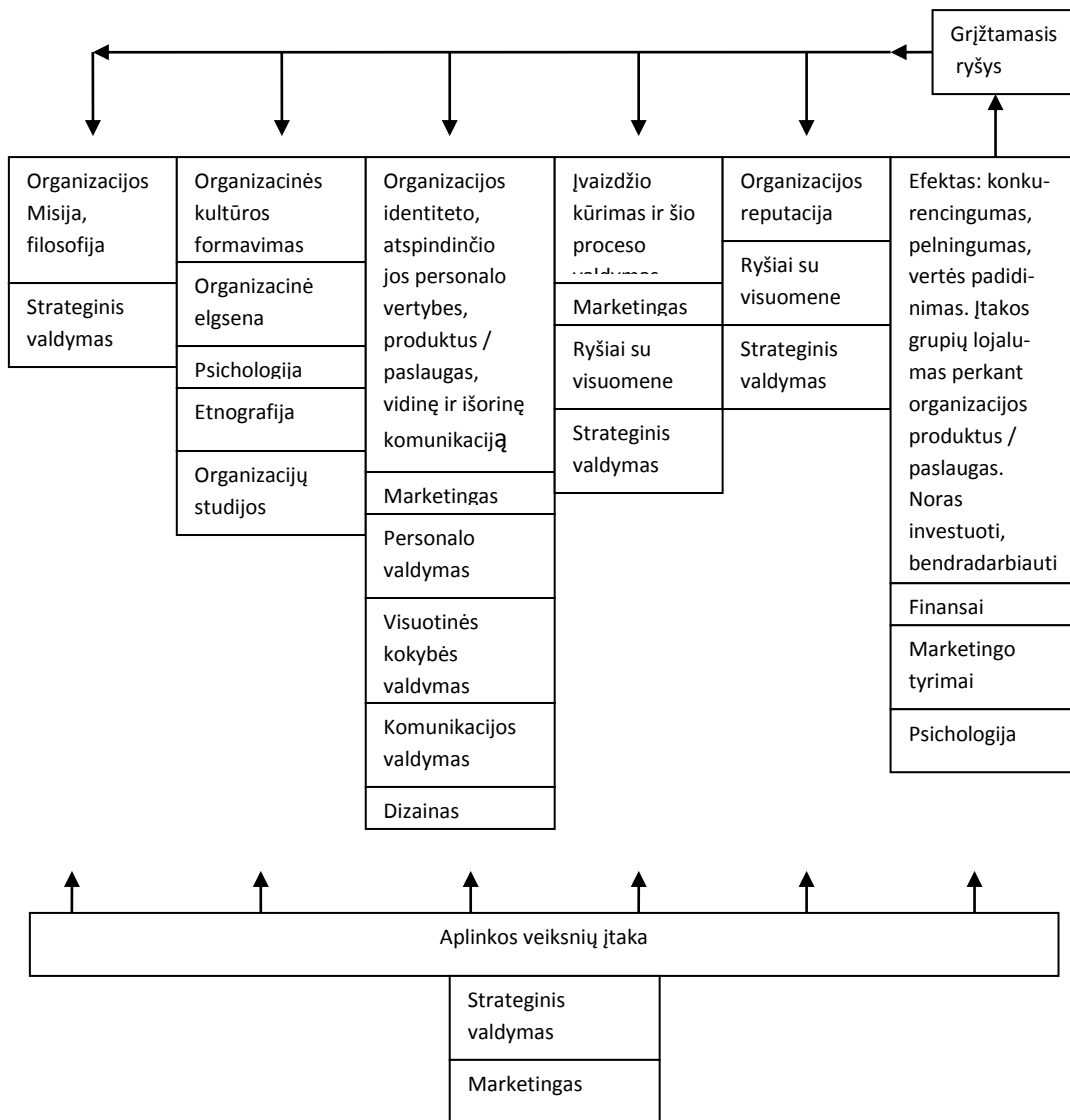 Grįžtamasis
ryšys
Organizacijos
Misija,
filosofija
Strateginis
valdymas
Organizacinės
kultūros
formavimas
Organizacinė
elgsena
Psichologija
Etnografija
Organizacijų
studijos
Organizacijos
identiteto,
atspindinčio
jos personalo
vertybes,
produktus /
paslaugas,
vidinę ir išorinę
komunikaciją
Marketingas
Personalo
valdymas
Visuotinės
kokybės
valdymas
Komunikacijos
valdymas
Dizainas
Įvaizdžio
kūrimas ir šio
proceso
valdymas
Marketingas
Ryšiai su
visuomene
Strateginis
valdymas
Organizacijos
reputacija
Ryšiai su
visuomene
Strateginis
valdymas
Efektas: konku-
rencingumas,
pelningumas,
vertės padidi-
nimas. Įtakos
grupių lojalu-
mas perkant
organizacijos
produktus /
paslaugas.
Noras
investuoti,
bendradarbiauti
Finansai
Marketingo
tyrimai
Psichologija
Aplinkos veiksnių įtaka
Strateginis
valdymas
Marketingas